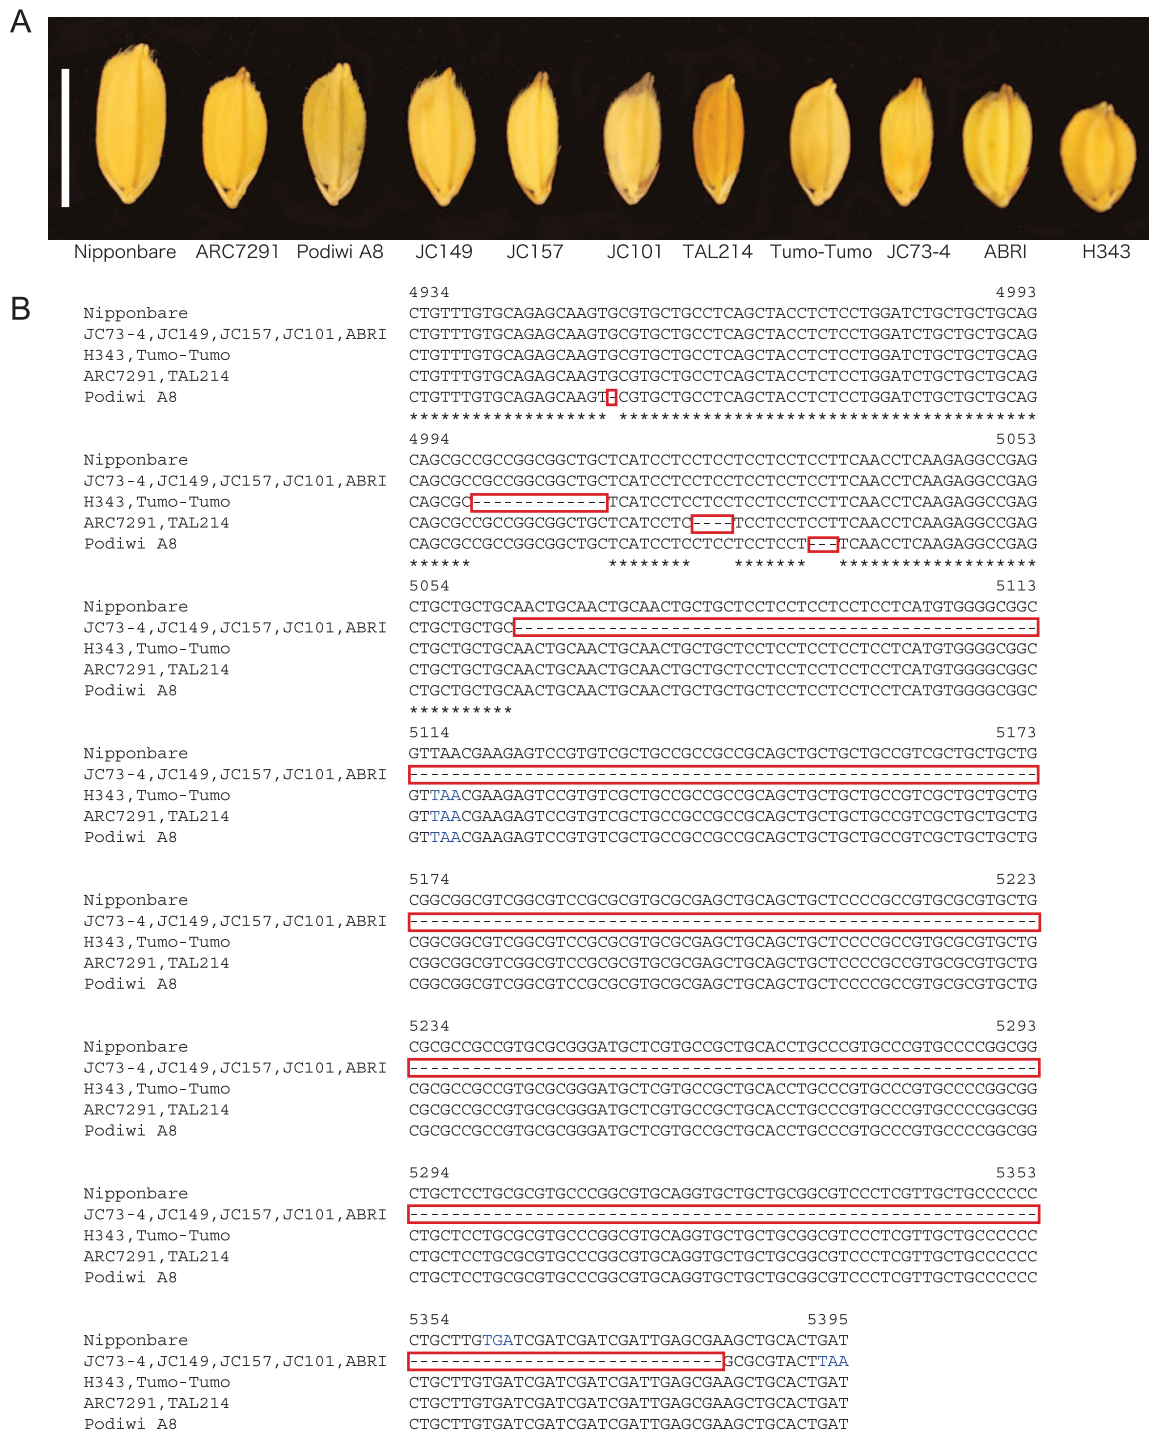 A
Nipponbare ARC7291 Podiwi A8 JC149 JC157 JC101 TAL214 Tumo-Tumo JC73-4 ABRI H343
B
4934 4993
Nipponbare CTGTTTGTGCAGAGCAAGTGCGTGCTGCCTCAGCTACCTCTCCTGGATCTGCTGCTGCAG
JC73-4,JC149,JC157,JC101,ABRI CTGTTTGTGCAGAGCAAGTGCGTGCTGCCTCAGCTACCTCTCCTGGATCTGCTGCTGCAG
H343,Tumo-Tumo CTGTTTGTGCAGAGCAAGTGCGTGCTGCCTCAGCTACCTCTCCTGGATCTGCTGCTGCAG
ARC7291,TAL214 CTGTTTGTGCAGAGCAAGTGCGTGCTGCCTCAGCTACCTCTCCTGGATCTGCTGCTGCAG
Podiwi A8 CTGTTTGTGCAGAGCAAGT-CGTGCTGCCTCAGCTACCTCTCCTGGATCTGCTGCTGCAG
******************* ****************************************
4994 5053
Nipponbare CAGCGCCGCCGGCGGCTGCTCATCCTCCTCCTCCTCCTCCTTCAACCTCAAGAGGCCGAG
JC73-4,JC149,JC157,JC101,ABRI CAGCGCCGCCGGCGGCTGCTCATCCTCCTCCTCCTCCTCCTTCAACCTCAAGAGGCCGAG
H343,Tumo-Tumo CAGCGC-------------TCATCCTCCTCCTCCTCCTCCTTCAACCTCAAGAGGCCGAG
ARC7291,TAL214 CAGCGCCGCCGGCGGCTGCTCATCCTC----TCCTCCTCCTTCAACCTCAAGAGGCCGAG
Podiwi A8 CAGCGCCGCCGGCGGCTGCTCATCCTCCTCCTCCTCCT---TCAACCTCAAGAGGCCGAG
****** ******** ******* *******************
5054 5113
Nipponbare CTGCTGCTGCAACTGCAACTGCAACTGCTGCTCCTCCTCCTCCTCCTCATGTGGGGCGGC
JC73-4,JC149,JC157,JC101,ABRI CTGCTGCTGC--------------------------------------------------
H343,Tumo-Tumo CTGCTGCTGCAACTGCAACTGCAACTGCTGCTCCTCCTCCTCCTCCTCATGTGGGGCGGC
ARC7291,TAL214 CTGCTGCTGCAACTGCAACTGCAACTGCTGCTCCTCCTCCTCCTCCTCATGTGGGGCGGC
Podiwi A8 CTGCTGCTGCAACTGCAACTGCAACTGCTGCTCCTCCTCCTCCTCCTCATGTGGGGCGGC
**********
5114 5173
Nipponbare GTTAACGAAGAGTCCGTGTCGCTGCCGCCGCCGCAGCTGCTGCTGCCGTCGCTGCTGCTG
JC73-4,JC149,JC157,JC101,ABRI ------------------------------------------------------------
H343,Tumo-Tumo GTTAACGAAGAGTCCGTGTCGCTGCCGCCGCCGCAGCTGCTGCTGCCGTCGCTGCTGCTG
ARC7291,TAL214 GTTAACGAAGAGTCCGTGTCGCTGCCGCCGCCGCAGCTGCTGCTGCCGTCGCTGCTGCTG
Podiwi A8 GTTAACGAAGAGTCCGTGTCGCTGCCGCCGCCGCAGCTGCTGCTGCCGTCGCTGCTGCTG
5174 5223
Nipponbare CGGCGGCGTCGGCGTCCGCGCGTGCGCGAGCTGCAGCTGCTCCCCGCCGTGCGCGTGCTG
JC73-4,JC149,JC157,JC101,ABRI ------------------------------------------------------------
H343,Tumo-Tumo CGGCGGCGTCGGCGTCCGCGCGTGCGCGAGCTGCAGCTGCTCCCCGCCGTGCGCGTGCTG
ARC7291,TAL214 CGGCGGCGTCGGCGTCCGCGCGTGCGCGAGCTGCAGCTGCTCCCCGCCGTGCGCGTGCTG
Podiwi A8 CGGCGGCGTCGGCGTCCGCGCGTGCGCGAGCTGCAGCTGCTCCCCGCCGTGCGCGTGCTG
5234 5293
Nipponbare CGCGCCGCCGTGCGCGGGATGCTCGTGCCGCTGCACCTGCCCGTGCCCGTGCCCCGGCGG
JC73-4,JC149,JC157,JC101,ABRI ------------------------------------------------------------
H343,Tumo-Tumo CGCGCCGCCGTGCGCGGGATGCTCGTGCCGCTGCACCTGCCCGTGCCCGTGCCCCGGCGG
ARC7291,TAL214 CGCGCCGCCGTGCGCGGGATGCTCGTGCCGCTGCACCTGCCCGTGCCCGTGCCCCGGCGG
Podiwi A8 CGCGCCGCCGTGCGCGGGATGCTCGTGCCGCTGCACCTGCCCGTGCCCGTGCCCCGGCGG
5294 5353
Nipponbare CTGCTCCTGCGCGTGCCCGGCGTGCAGGTGCTGCTGCGGCGTCCCTCGTTGCTGCCCCCC
JC73-4,JC149,JC157,JC101,ABRI ------------------------------------------------------------
H343,Tumo-Tumo CTGCTCCTGCGCGTGCCCGGCGTGCAGGTGCTGCTGCGGCGTCCCTCGTTGCTGCCCCCC
ARC7291,TAL214 CTGCTCCTGCGCGTGCCCGGCGTGCAGGTGCTGCTGCGGCGTCCCTCGTTGCTGCCCCCC
Podiwi A8 CTGCTCCTGCGCGTGCCCGGCGTGCAGGTGCTGCTGCGGCGTCCCTCGTTGCTGCCCCCC
5354 5395
Nipponbare CTGCTTGTGATCGATCGATCGATTGAGCGAAGCTGCACTGAT
JC73-4,JC149,JC157,JC101,ABRI ------------------------------GCGCGTACTTAA
H343,Tumo-Tumo CTGCTTGTGATCGATCGATCGATTGAGCGAAGCTGCACTGAT
ARC7291,TAL214 CTGCTTGTGATCGATCGATCGATTGAGCGAAGCTGCACTGAT
Podiwi A8 CTGCTTGTGATCGATCGATCGATTGAGCGAAGCTGCACTGAT